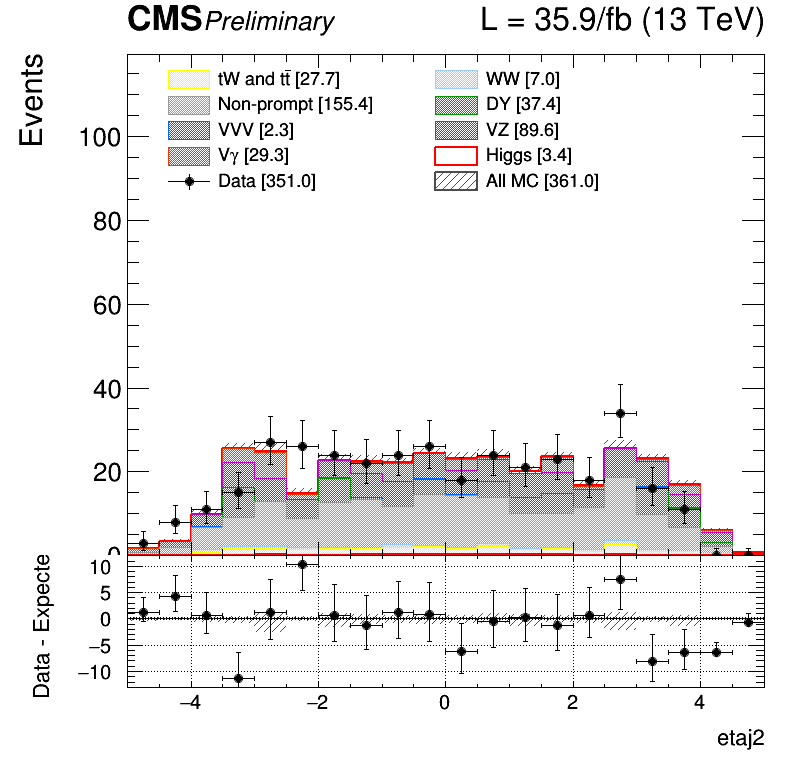 CMS Preliminary L = 35.9/fb (13 TeV)
Events
tW and tt̄ [27.7] WW [7.0]
Non-prompt [155.4] DY [37.4]
VVV [2.3] VZ [89.6]
Vγ [29.3] Higgs [3.4]
Data [351.0] All MC [361.0]
100
80
60
40
20
0
Data - Expecte
10
5
0
−5
−10
−4 −2 0 2 4
etaj2